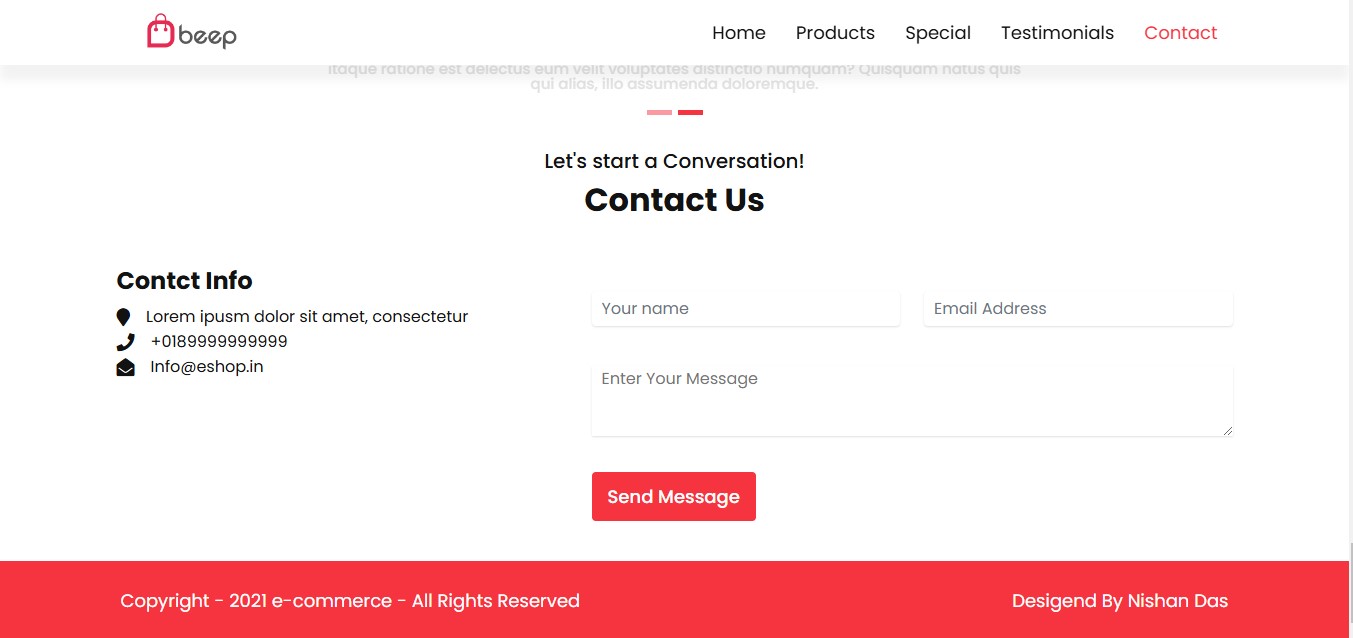 beep
Home Products Special Testimonials Contact
itaque ratione est delectus eum velit voluptates distinctio numquam? Quisquam natus quis
qui alias, illo assumenda doloremque.
Let's start a Conversation!
Contact Us
Contct Info
Lorem ipusm dolor sit amet, consectetur
+0189999999999
Info@eshop.in
Your name
Email Address
Enter Your Message
Send Message
Copyright - 2021 e-commerce - All Rights Reserved
Desigend By Nishan Das